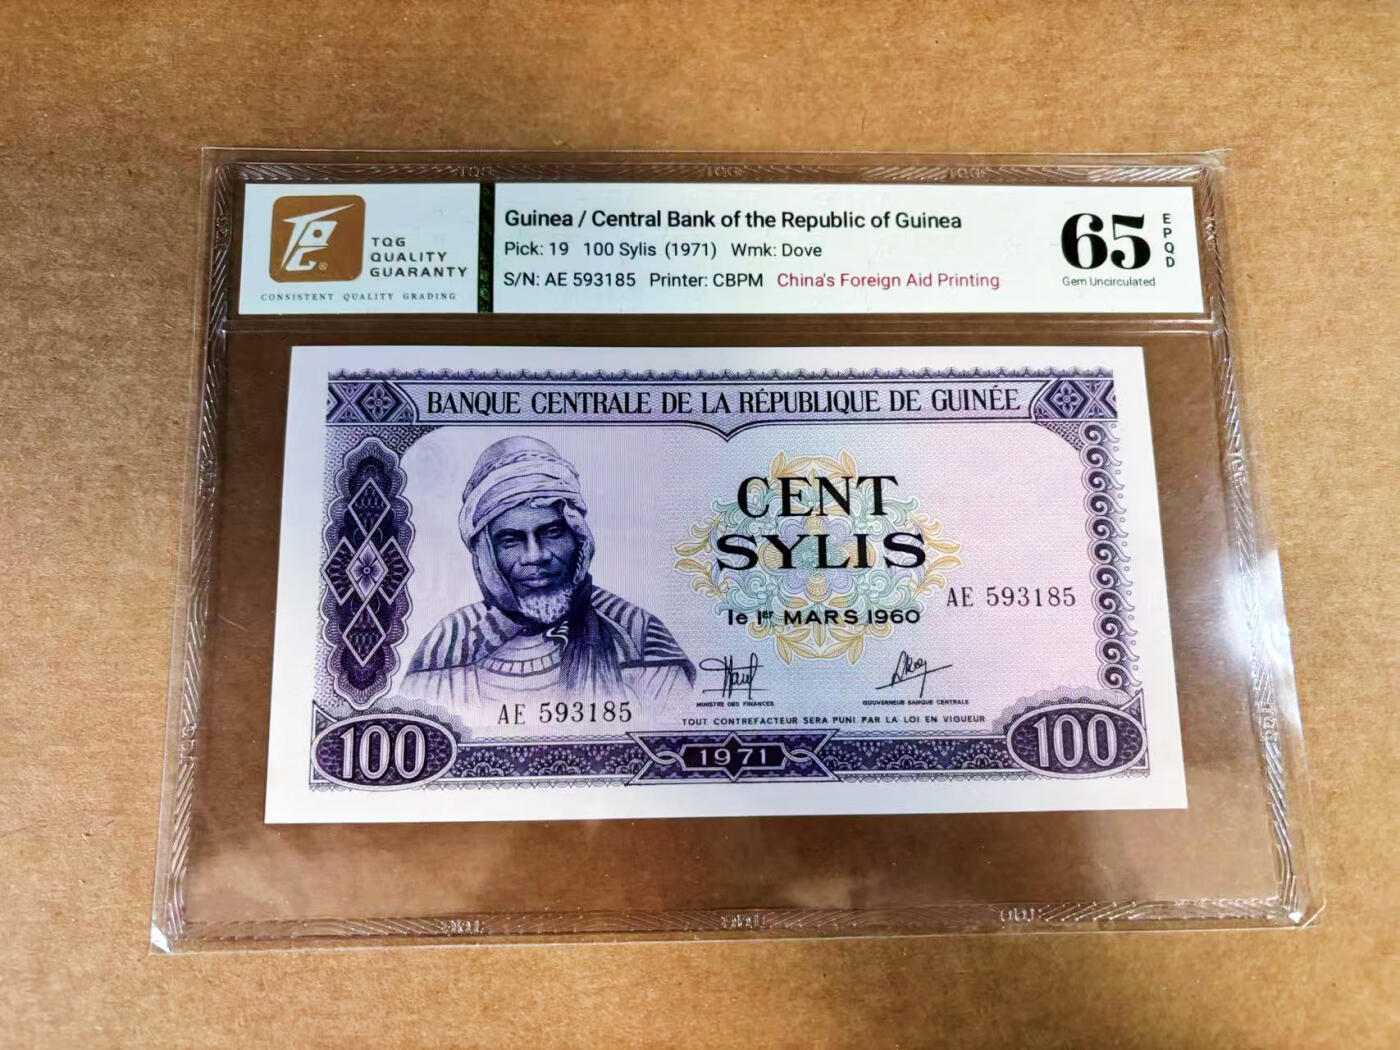 TQG
QUALITY
GUARANTY
CONSISTENT QUALITY GRADING
Guinea / Central Bank of the Republic of Guinea
Pick: 19 100 Sylis (1971) Wmk: Dove
S/N: AE 593185 Printer: CBPM China's Foreign Aid Printing
65
EPQD
Gem Uncirculated
BANQUE CENTRALE DE LA RÉPUBLIQUE DE GUINÉE
CENT
SYLIS
AE 593185
le 1er MARS 1960
MINISTRE DES FINANCES
GOUVERNEUR BANQUE CENTRALE
AE 593185
TOUT CONTREFACTEUR SERA PUNI PAR LA LOI EN VIGUEUR
100
1971
100